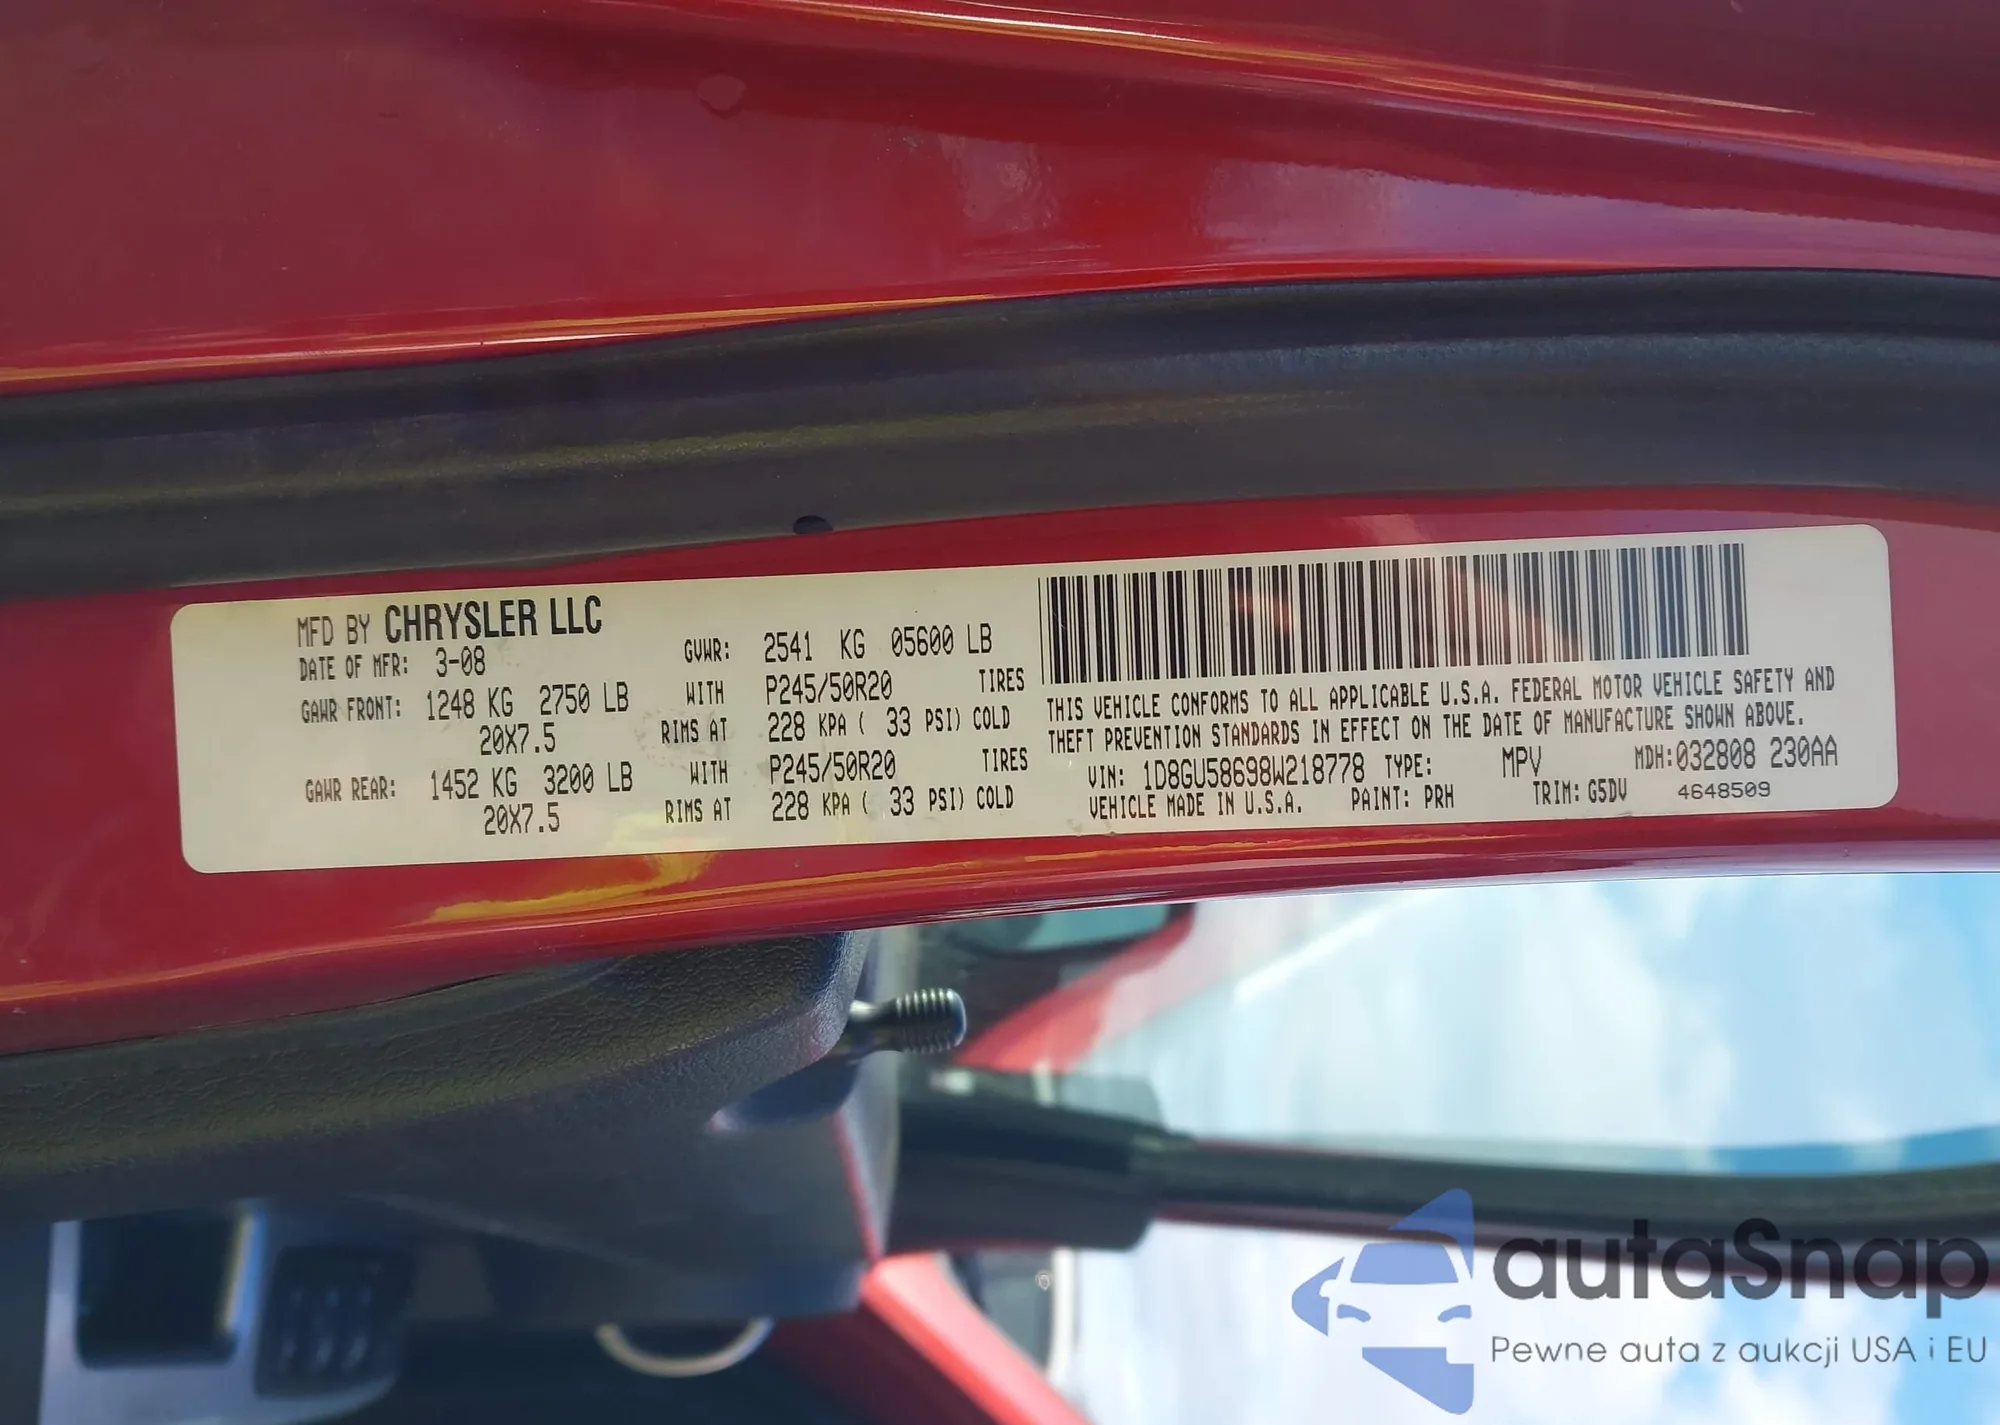 MFD BY CHRYSLER LLC
DATE OF MFR: 3-08
GVWR: 2541 KG 05600 LB
GAWR FRONT: 1248 KG 2750 LB WITH P245/50R20 TIRES
20X7.5 RIMS AT 228 KPA ( 33 PSI) COLD
GAWR REAR: 1452 KG 3200 LB WITH P245/50R20 TIRES
20X7.5 RIMS AT 228 KPA ( 33 PSI) COLD
THIS VEHICLE CONFORMS TO ALL APPLICABLE U.S.A. FEDERAL MOTOR VEHICLE SAFETY AND
THEFT PREVENTION STANDARDS IN EFFECT ON THE DATE OF MANUFACTURE SHOWN ABOVE.
VIN: 1D8GU58698W218778 TYPE: MPV MDH:032808 230AA
VEHICLE MADE IN U.S.A. PAINT: PRH TRIM: G5DV 4648509
autaSnap
Pewne auta z aukcji USA i EU